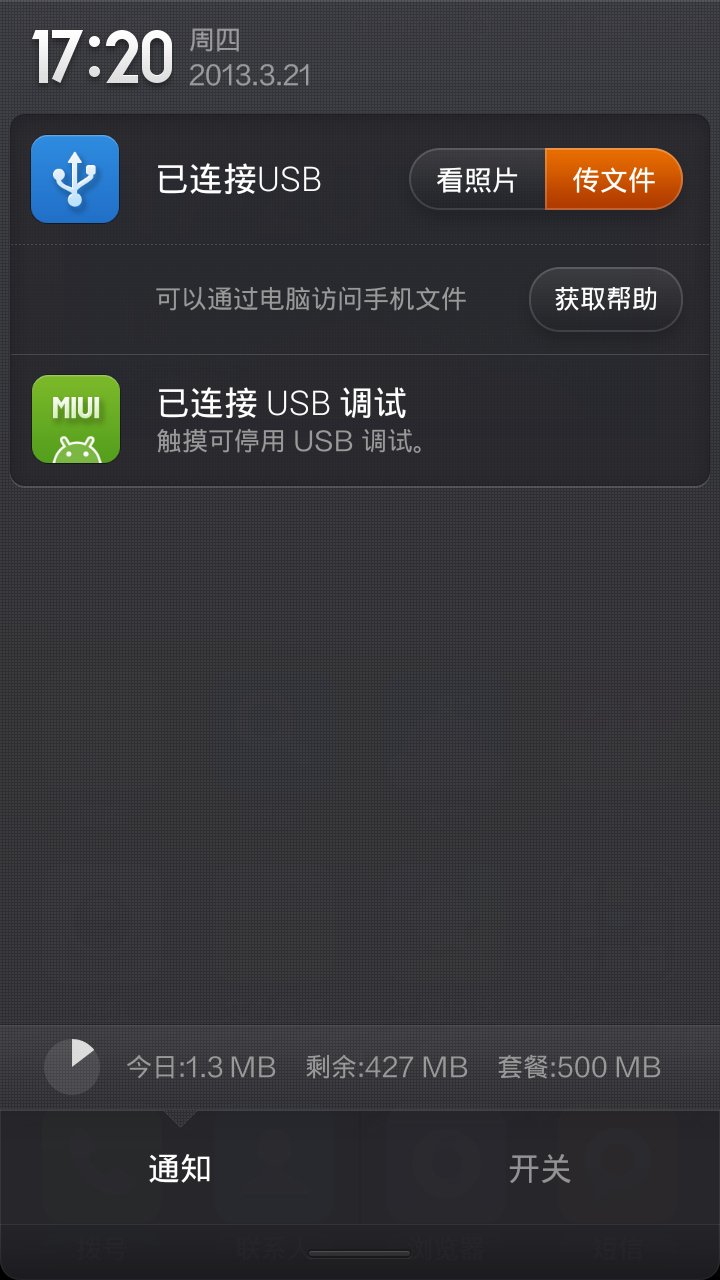 17:20
周四
2013.3.21
已连接USB
看照片
传文件
可以通过电脑访问手机文件
获取帮助
MIUI
已连接 USB 调试
触摸可停用 USB 调试。
今日:1.3 MB 剩余:427 MB 套餐:500 MB
通知
开关
拨号 联系人 浏览器 短信